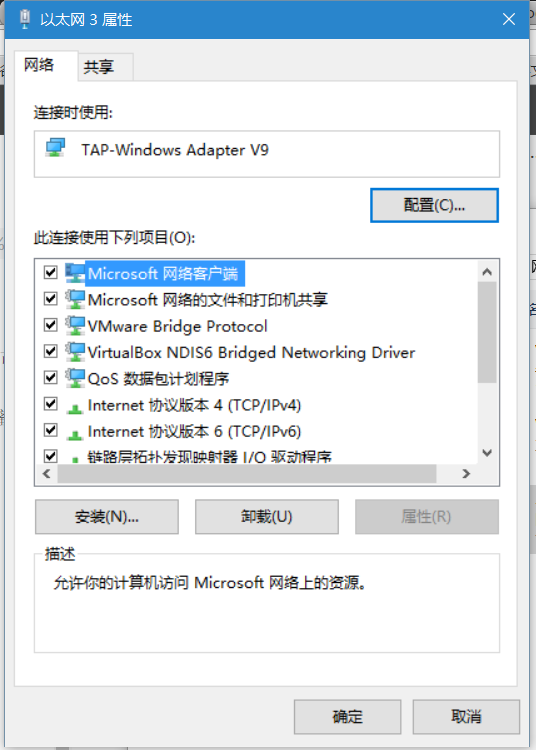 以太网 3 属性
网络
共享
连接时使用:
TAP-Windows Adapter V9
配置(C)...
此连接使用下列项目(O):
Microsoft 网络客户端
Microsoft 网络的文件和打印机共享
VMware Bridge Protocol
VirtualBox NDIS6 Bridged Networking Driver
QoS 数据包计划程序
Internet 协议版本 4 (TCP/IPv4)
Internet 协议版本 6 (TCP/IPv6)
链路层拓扑发现映射器 I/O 驱动程序
安装(N)...
卸载(U)
属性(R)
描述
允许你的计算机访问 Microsoft 网络上的资源。
确定
取消